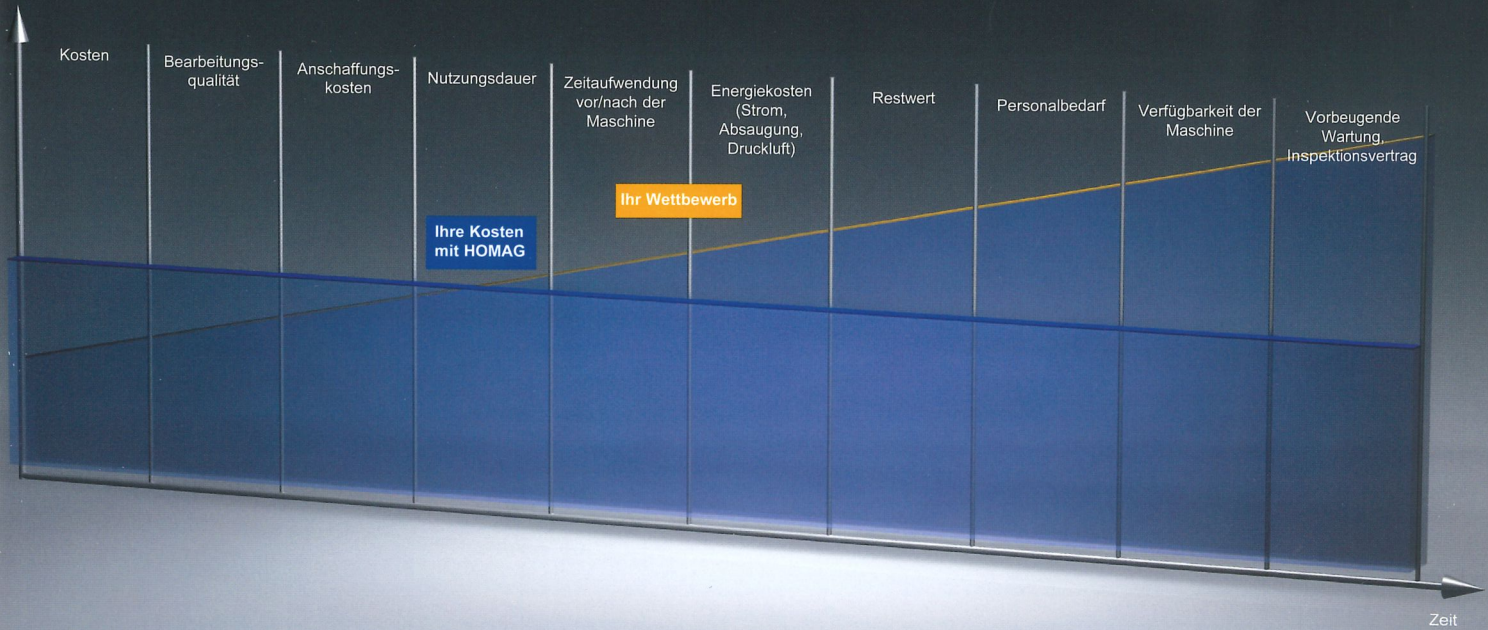 Kosten
Bearbeitungs-
qualität
Anschaffungs-
kosten
Nutzungsdauer
Zeitaufwendung
vor/nach der
Maschine
Energiekosten
(Strom,
Absaugung,
Druckluft)
Restwert
Personalbedarf
Verfügbarkeit der
Maschine
Vorbeugende
Wartung,
Inspektionsvertrag
Ihr Wettbewerb
Ihre Kosten
mit HOMAG
Zeit